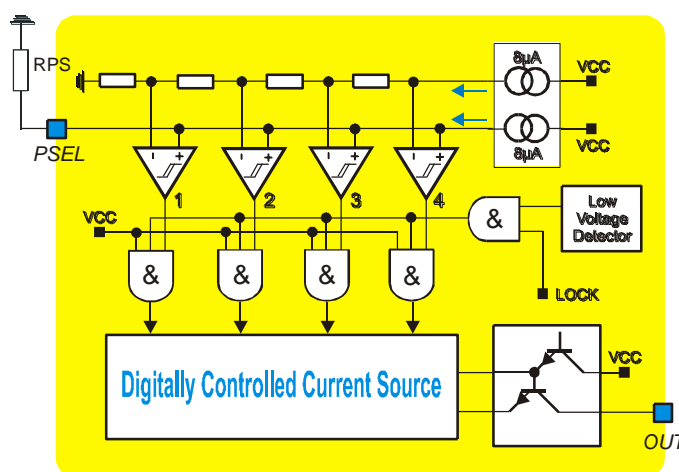 8µA
VCC
RPS
VCC
PSEL
8µA
- +
- +
- +
- +
1
2
3
4
VCC
&
Low
Voltage
Detector
&
&
&
&
LOCK
Digitally Controlled Current Source
VCC
OUT